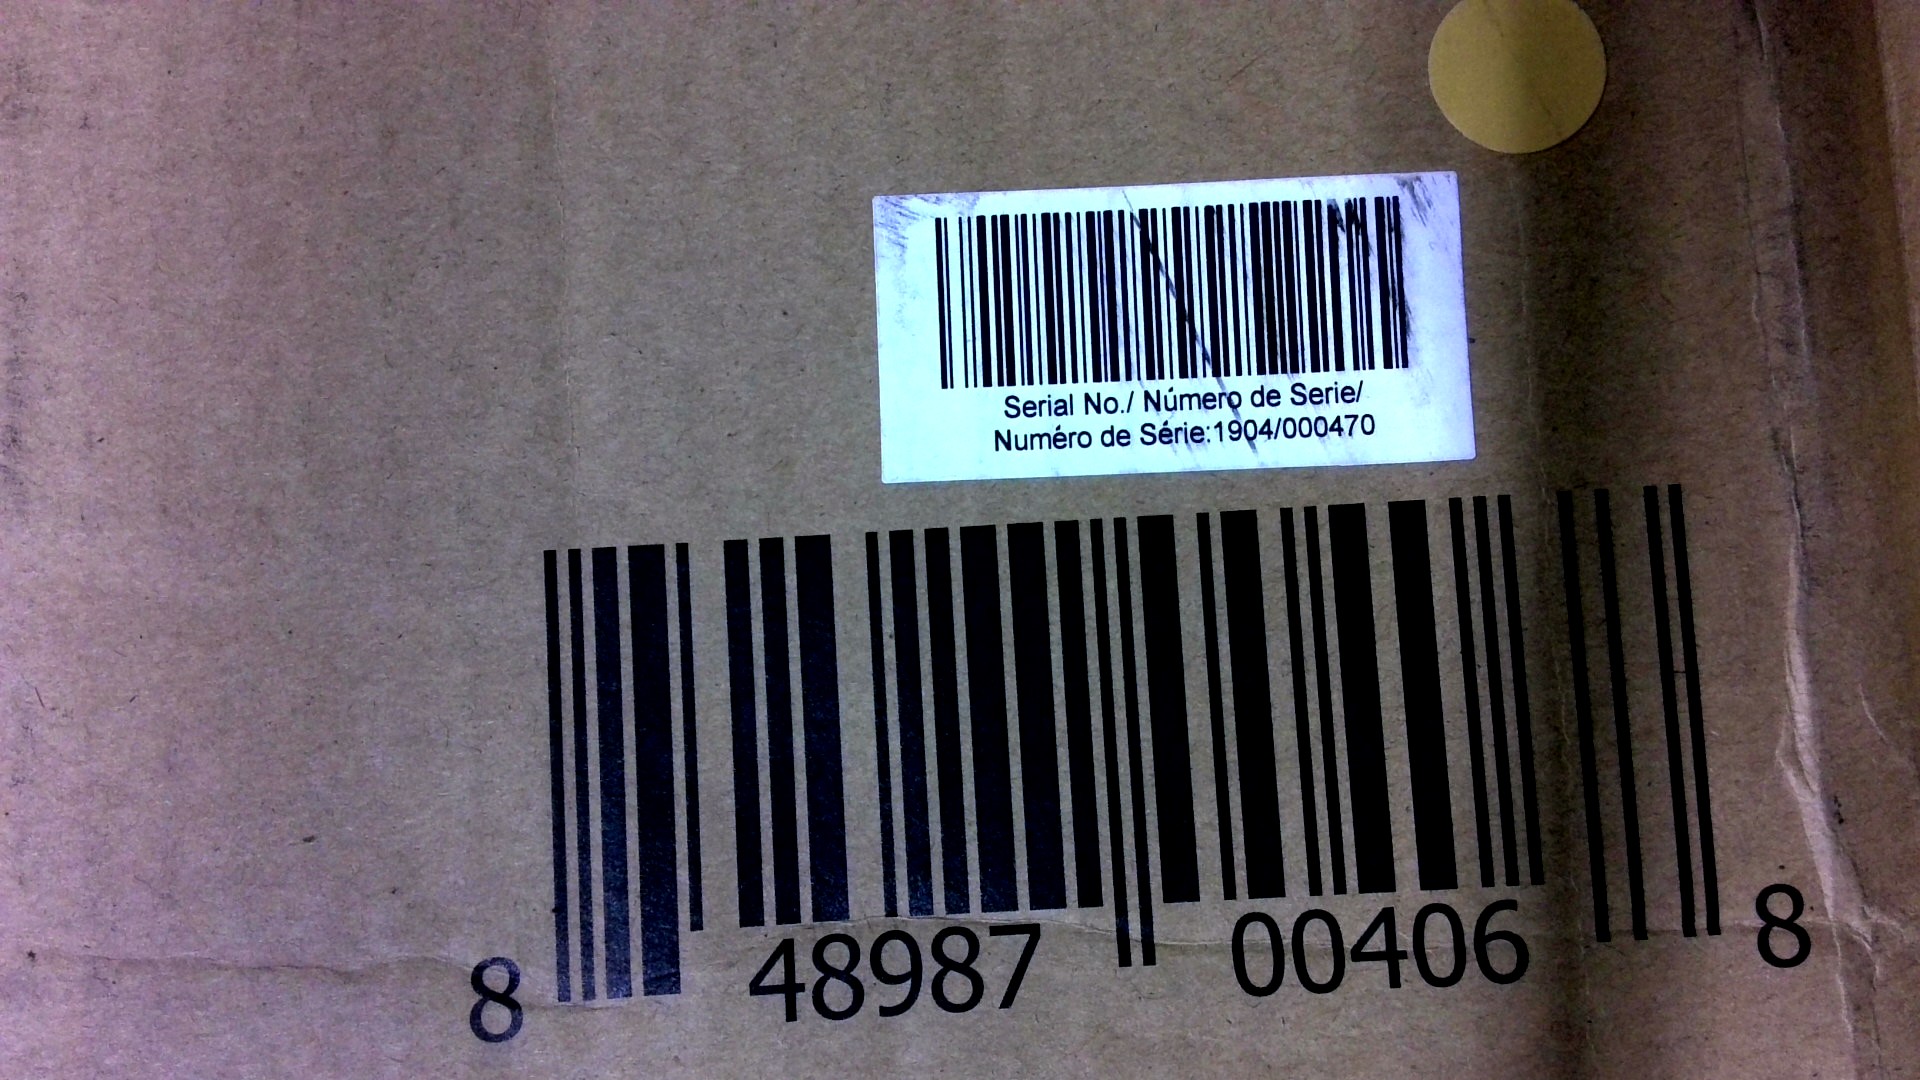 Serial No./ Número de Serie/
Numéro de Série:1904/000470
8 48987 00406 8